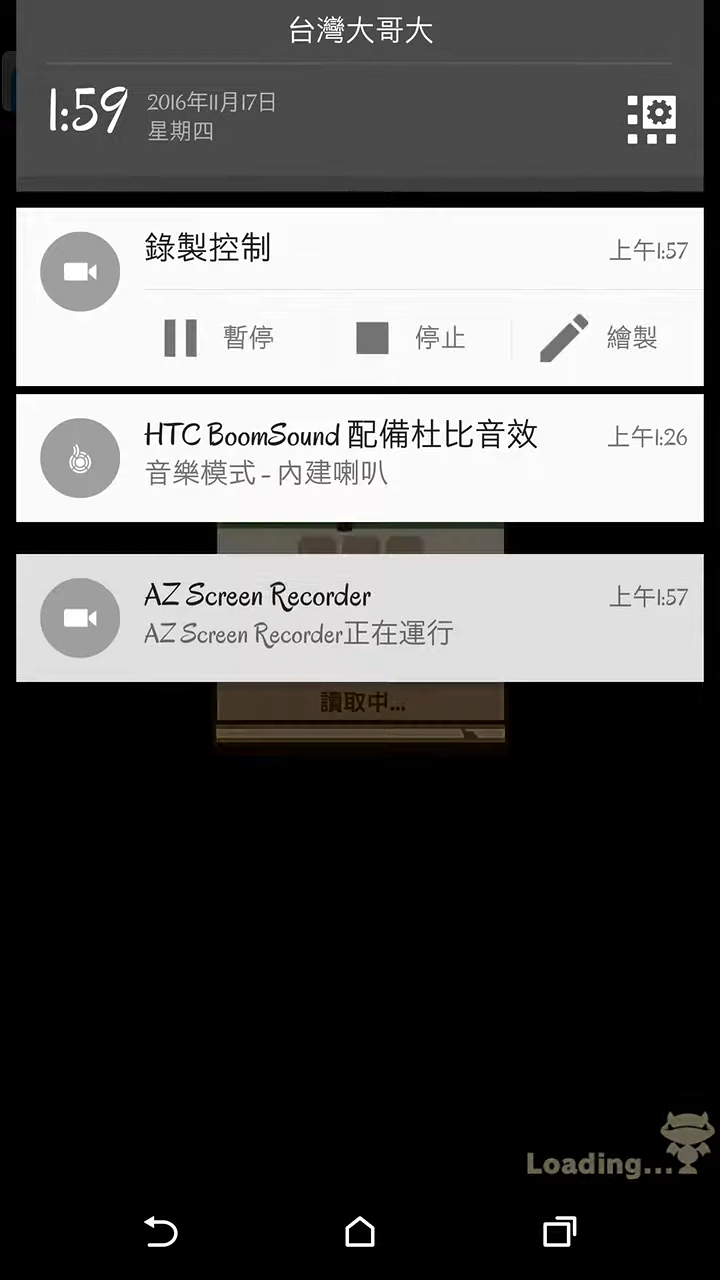 台灣大哥大
1:59
2016年11月17日
星期四
錄製控制
上午1:57
暫停
停止
繪製
HTC BoomSound 配備杜比音效
上午1:26
音樂模式 - 內建喇叭
AZ Screen Recorder
上午1:57
AZ Screen Recorder正在運行
讀取中...
Loading...